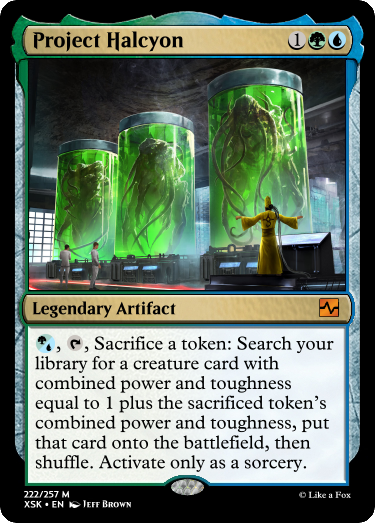 Project Halcyon 1
Legendary Artifact
, , Sacrifice a token: Search your
library for a creature card with
combined power and toughness
equal to 1 plus the sacrificed token's
combined power and toughness, put
that card onto the battlefield, then
shuffle. Activate only as a sorcery.
222/257 M
XSK • EN Jeff Brown
© Like a Fox